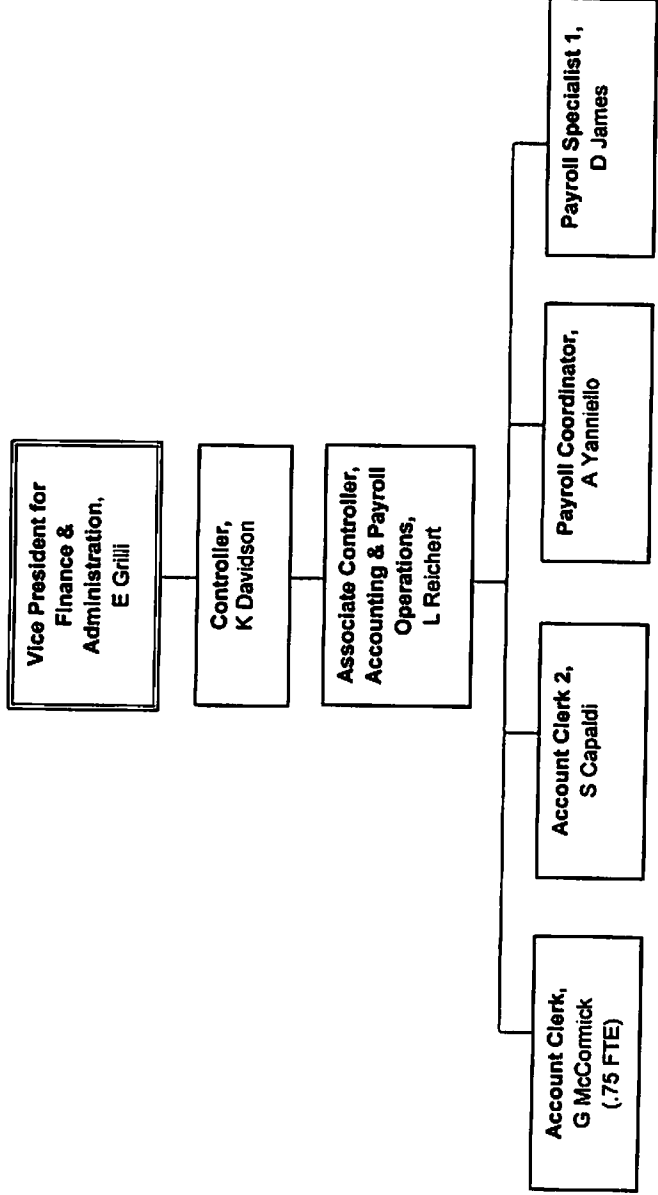 Vice President for
Finance &
Administration,
E Grilli
Controller,
K Davidson
Associate Controller,
Accounting & Payroll
Operations,
L Reichert
Account Clerk,
G McCormick
(.75 FTE)
Account Clerk 2,
S Capaldi
Payroll Coordinator,
A Yanniello
Payroll Specialist 1,
D James